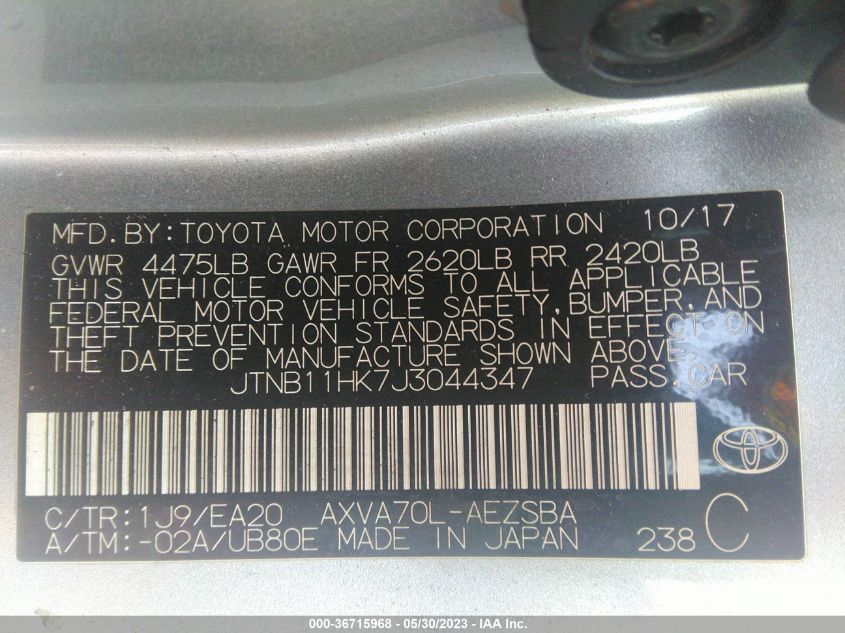 MFD.BY:TOYOTA MOTOR CORPORATION 10/17
GVWR 4475LB GAWR FR 2620LB RR 2420LB
THIS VEHICLE CONFORMS TO ALL APPLICABLE
FEDERAL MOTOR VEHICLE SAFETY,BUMPER,AND
THEFT PREVENTION STANDARDS IN EFFECT ON
THE DATE OF MANUFACTURE SHOWN ABOVE.
JTNB11HK7J3044347 PASS.CAR
C/TR:1J9/EA20 AXVA70L-AEZSBA C
A/TM:-02A/UB80E MADE IN JAPAN 238
000-36715968 - 05/30/2023 - IAA, Inc.